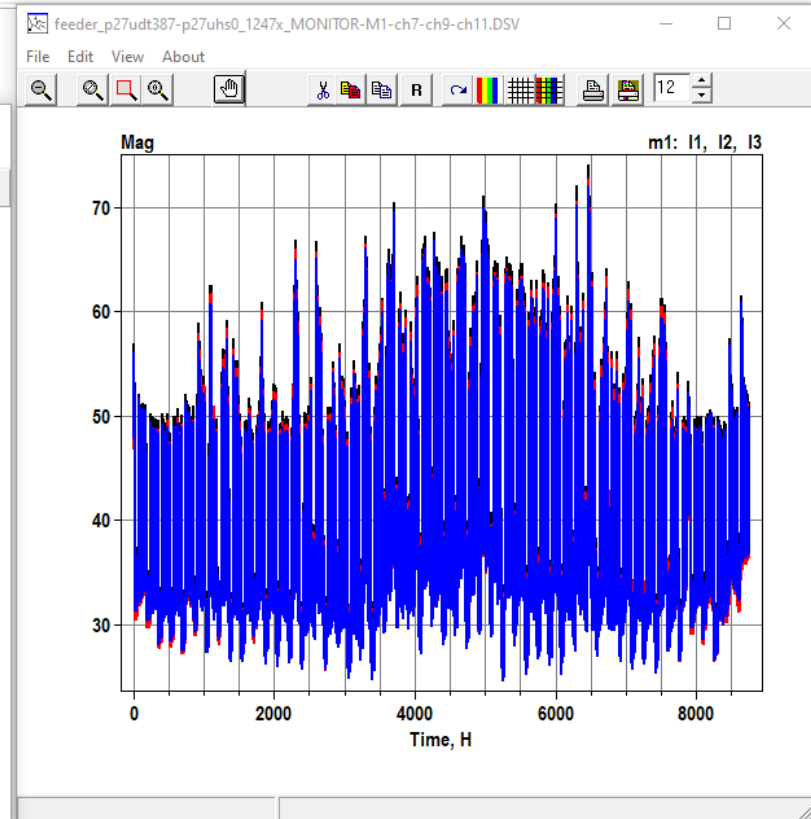 feeder_p27udt387-p27uhs0_1247x_MONITOR-M1-ch7-ch9-ch11.DSV
File Edit View About
R 12
Mag m1: I1, I2, I3
70
60
50
40
30
0 2000 4000 6000 8000
Time, H